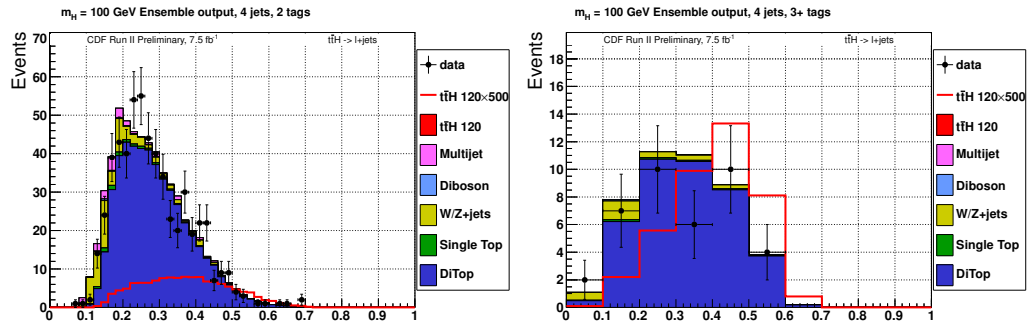 m_H = 100 GeV Ensemble output, 4 jets, 2 tags
CDF Run II Preliminary, 7.5 fb⁻¹
tt̄H -> l+jets
Events
70
60
50
40
30
20
10
0
0 0.1 0.2 0.3 0.4 0.5 0.6 0.7 0.8 0.9 1
data
tt̄H 120×500
tt̄H 120
Multijet
Diboson
W/Z+jets
Single Top
DiTop
m_H = 100 GeV Ensemble output, 4 jets, 3+ tags
CDF Run II Preliminary, 7.5 fb⁻¹
tt̄H -> l+jets
Events
18
16
14
12
10
8
6
4
2
0
0 0.1 0.2 0.3 0.4 0.5 0.6 0.7 0.8 0.9 1
data
tt̄H 120×500
tt̄H 120
Multijet
Diboson
W/Z+jets
Single Top
DiTop